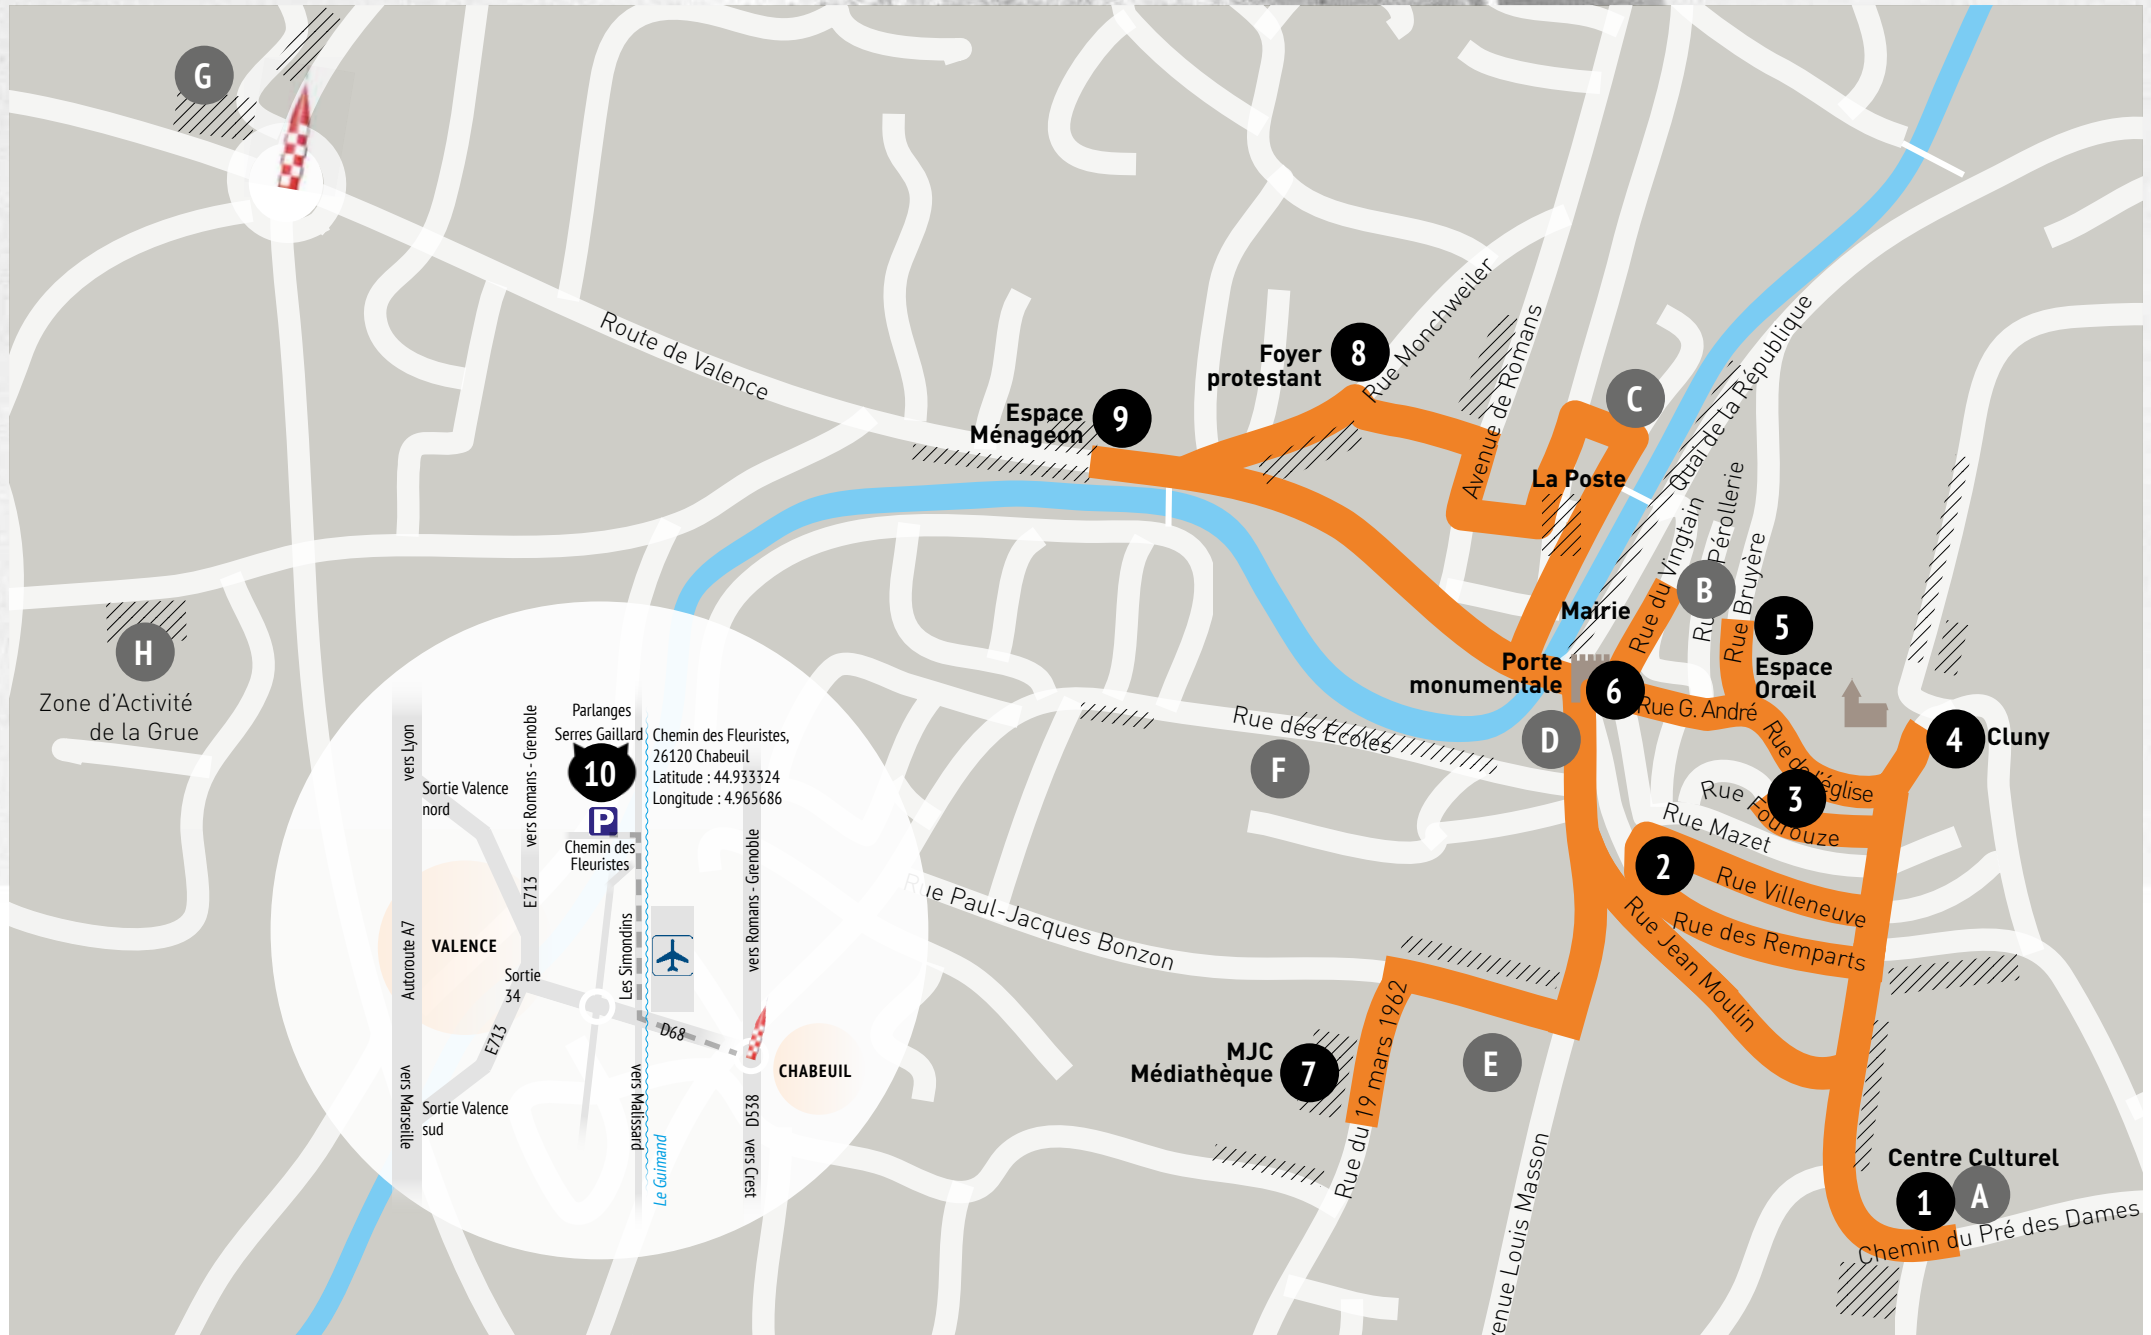 G
Route de Valence
Espace
Ménageon
9
Foyer
protestant
8
Rue Monchweiler
Avenue de Romans
C
La Poste
Quai de la République
Rue du Vingtain
Pérollerie
B
Rue Bruyère
5
Espace
Orœil
Mairie
Porte
monumentale
6
Rue G. André
Rue de l'église
4
Cluny
3
Rue Fourouze
Rue Mazet
2
Rue Villeneuve
Rue des Remparts
Rue Jean Moulin
D
Rue des Ecoles
F
H
Zone d'Activité
de la Grue
Rue Paul-Jacques Bonzon
MJC
Médiathèque
7
Rue du 19 mars 1962
E
enue Louis Masson
Centre Culturel
1
A
Chemin du Pré des Dames
Parlanges
Serres Gaillard
10
P
Chemin des
Fleuristes
Chemin des Fleuristes,
26120 Chabeuil
Latitude : 44.933324
Longitude : 4.965686
vers Lyon
Sortie Valence
nord
E713
vers Romans - Grenoble
Autoroute A7
VALENCE
Sortie
34
E713
vers Marseille
Sortie Valence
sud
Les Simondins
D68
vers Malissard
Le Guimand
vers Romans - Grenoble
CHABEUIL
D538
vers Crest